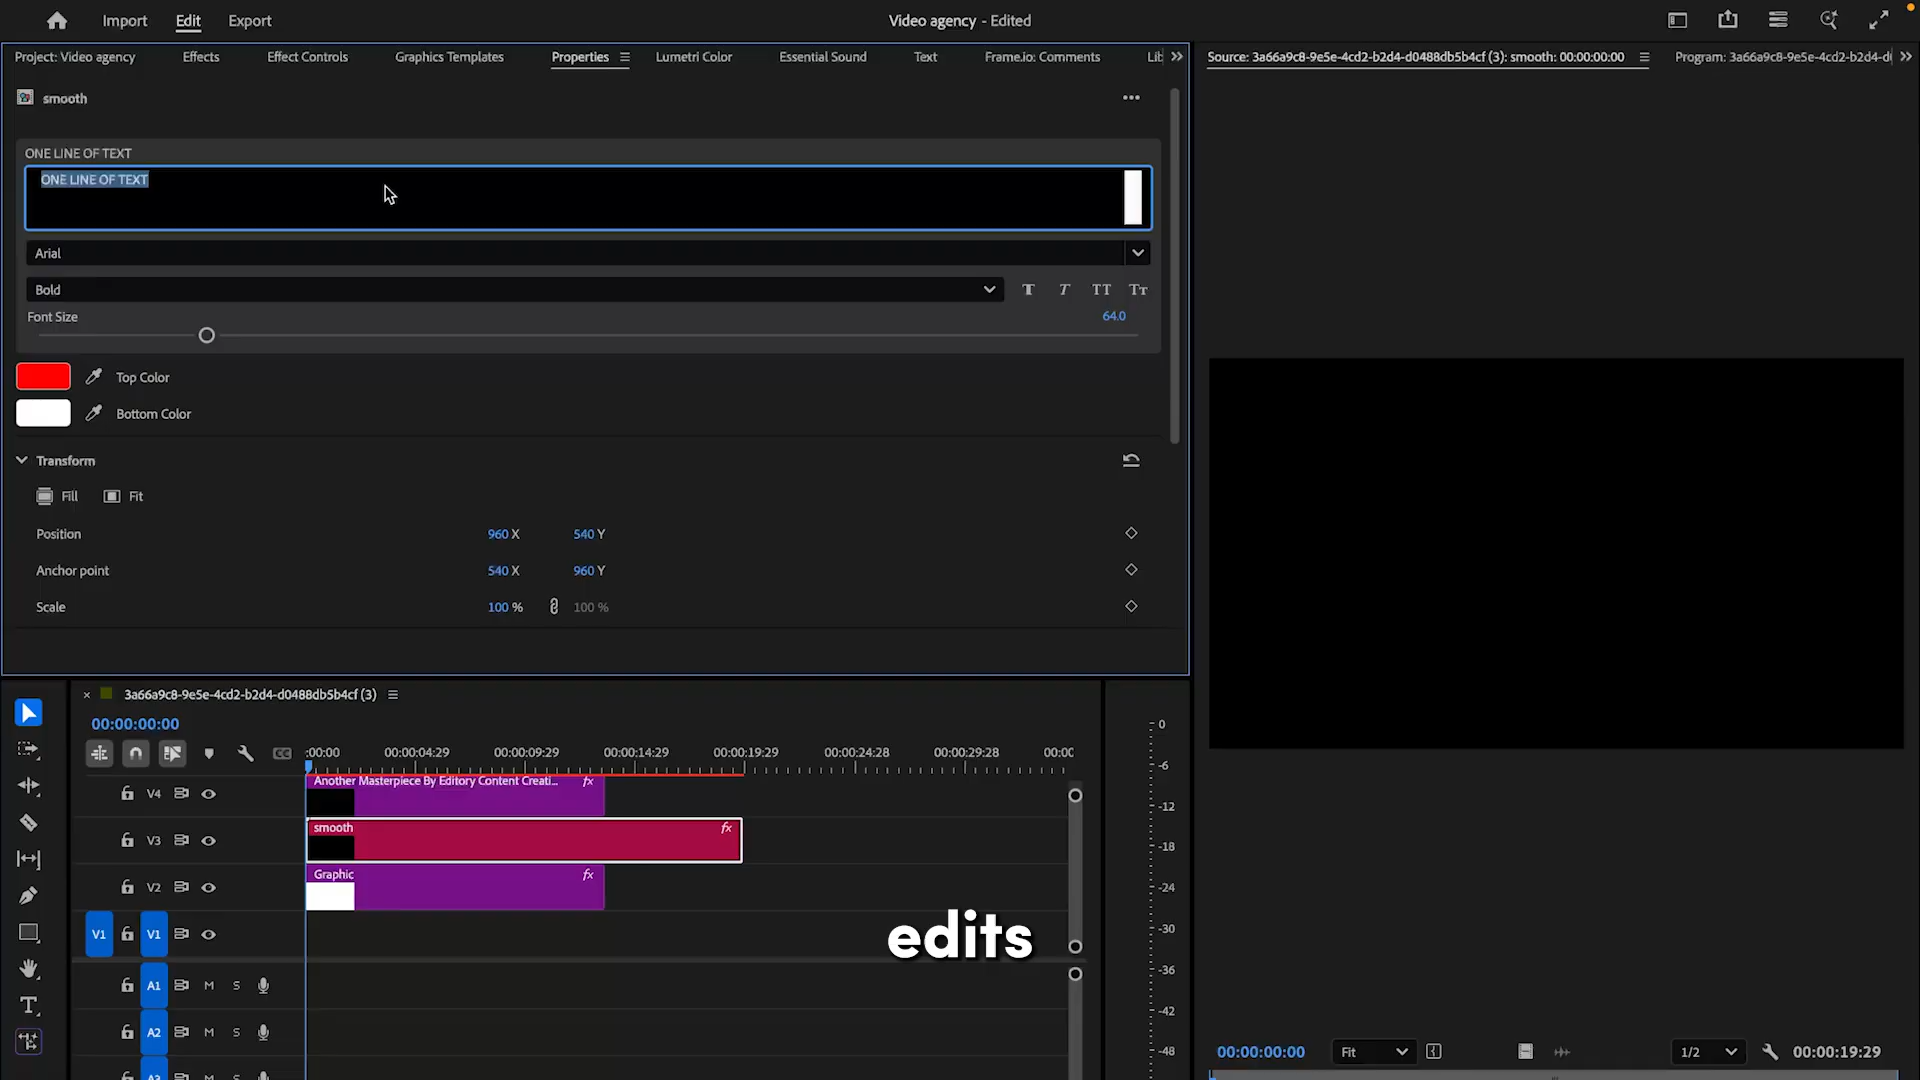 Import Edit Export Video agency - Edited
Project: Video agency Effects Effect Controls Graphics Templates Properties Lumetri Color Essential Sound Text Frame.io: Comments Lib
Source: 3a66a9c8-9e5e-4cd2-b2d4-d0488db5b4cf (3): smooth: 00:00:00:00 Program: 3a66a9c8-9e5e-4cd2-b2d4-d
smooth
ONE LINE OF TEXT
ONE LINE OF TEXT
Arial
Bold T T TT TT
Font Size 64.0
Top Color
Bottom Color
Transform
Fill Fit
Position 960 X 540 Y
Anchor point 540 X 960 Y
Scale 100 % 100 %
3a66a9c8-9e5e-4cd2-b2d4-d0488db5b4cf (3)
00:00:00:00
CC :00:00 00:00:04:29 00:00:09:29 00:00:14:29 00:00:19:29 00:00:24:28 00:00:29:28 00:00
V4 Another Masterpiece By Editory Content Creati... fx
V3 smooth fx
V2 Graphic fx
V1 V1
edits
A1 M S
A2 M S
A3 M S
0
-6
-12
-18
-24
-30
-36
-42
-48
00:00:00:00 Fit 1/2 00:00:19:29